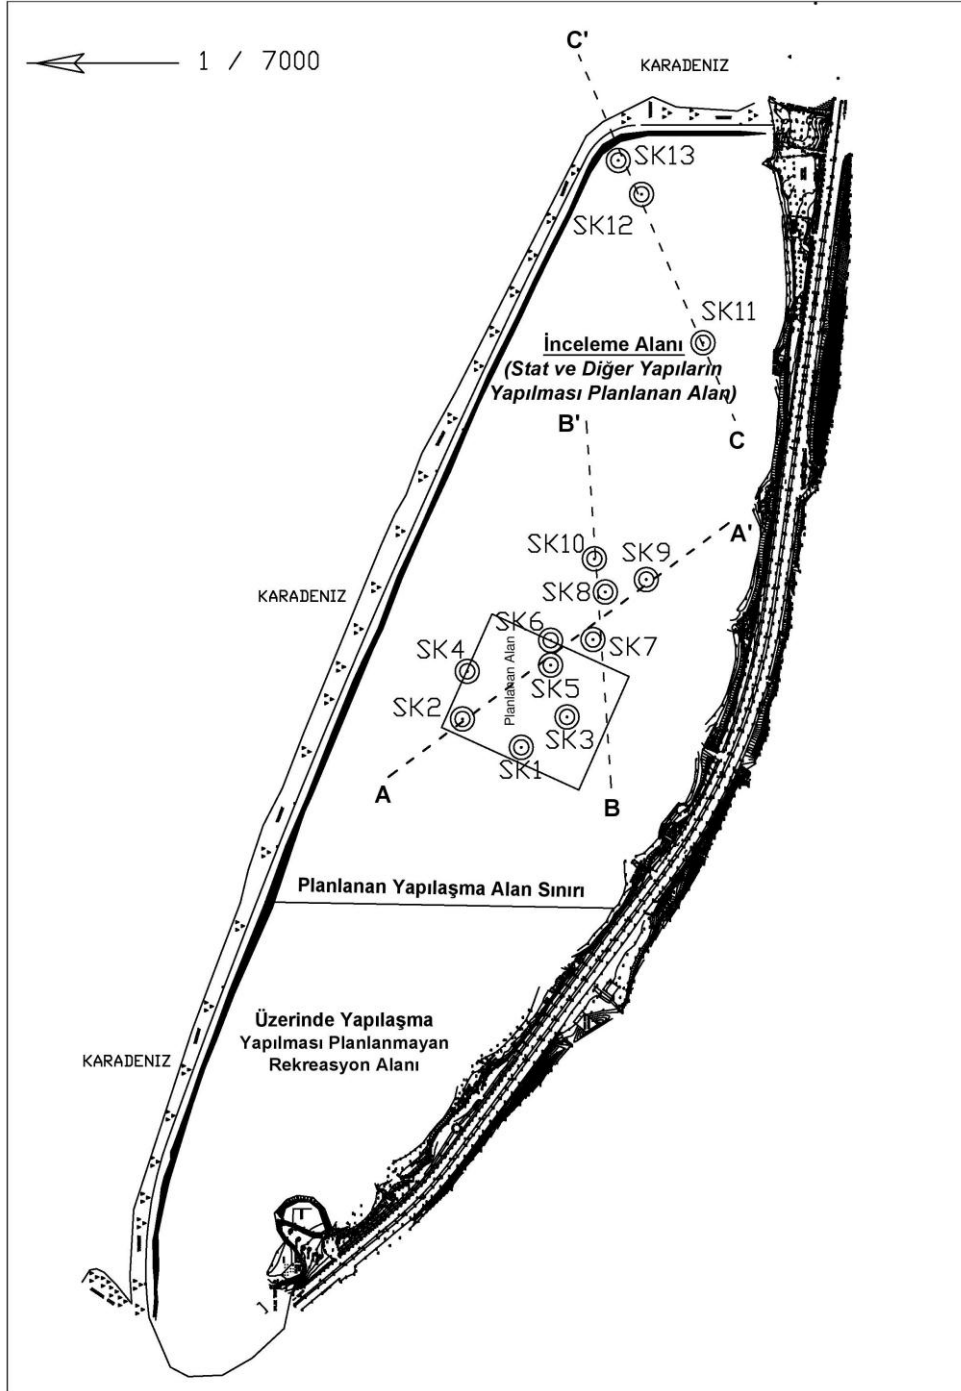 C'
1 / 7000
KARADENIZ
SK13
SK12
SK11
İnceleme Alanı
(Stat ve Diğer Yapıların
Yapılması Planlanan Alan)
B'
C
A'
SK10
SK9
SK8
KARADENIZ
SK6
SK7
SK4
Planlanan Alan
SK5
SK2
SK3
SK1
A
B
Planlanan Yapılaşma Alan Sınırı
Üzerinde Yapılaşma
Yapılması Planlanmayan
Rekreasyon Alanı
KARADENIZ